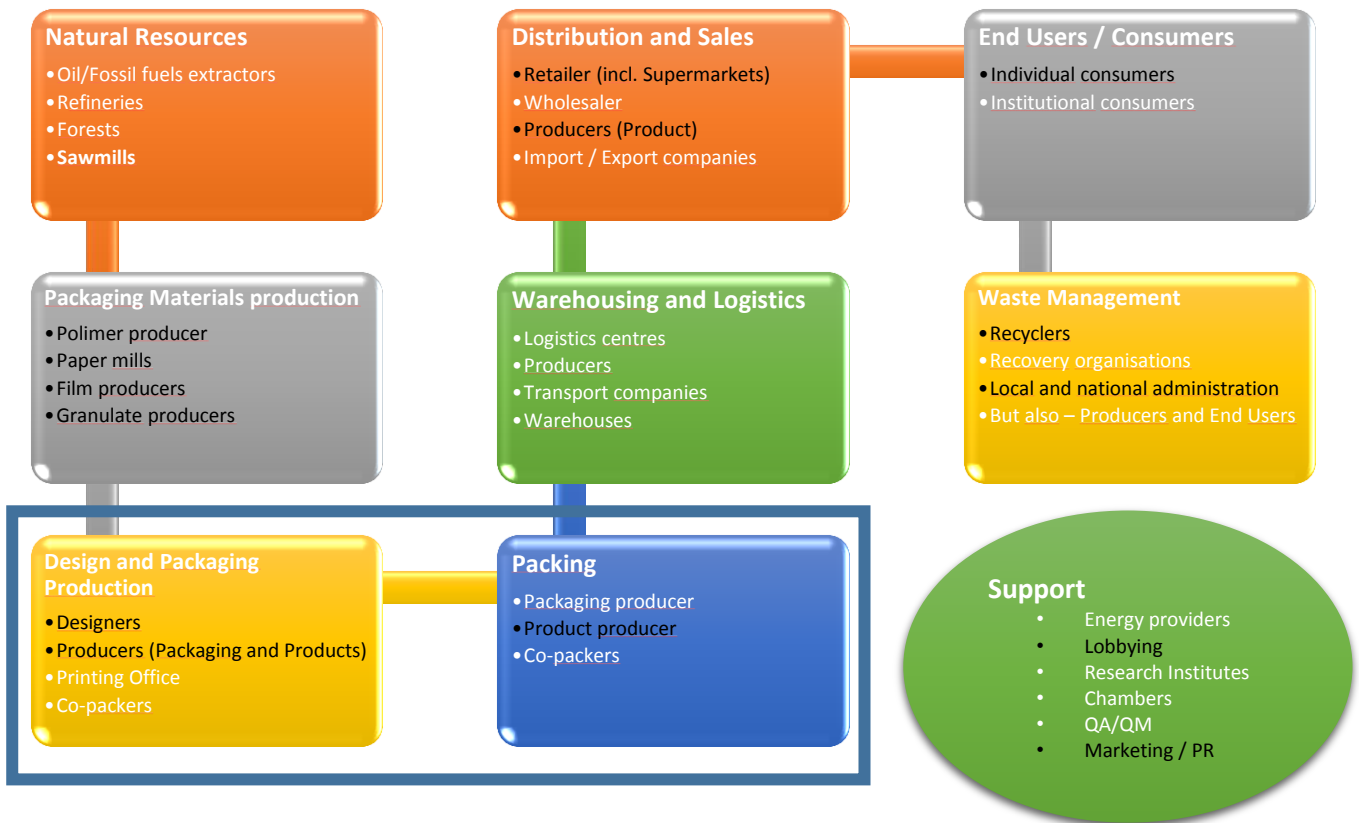 Natural Resources
•Oil/Fossil fuels extractors
•Refineries
•Forests
•Sawmills
Packaging Materials production
•Polimer producer
•Paper mills
•Film producers
•Granulate producers
Design and Packaging
Production
•Designers
•Producers (Packaging and Products)
•Printing Office
•Co-packers
Packing
•Packaging producer
•Product producer
•Co-packers
Warehousing and Logistics
•Logistics centres
•Producers
•Transport companies
•Warehouses
Distribution and Sales
•Retailer (incl. Supermarkets)
•Wholesaler
•Producers (Product)
•Import / Export companies
End Users / Consumers
•Individual consumers
•Institutional consumers
Waste Management
•Recyclers
•Recovery organisations
•Local and national administration
•But also – Producers and End Users
Support
• Energy providers
• Lobbying
• Research Institutes
• Chambers
• QA/QM
• Marketing / PR